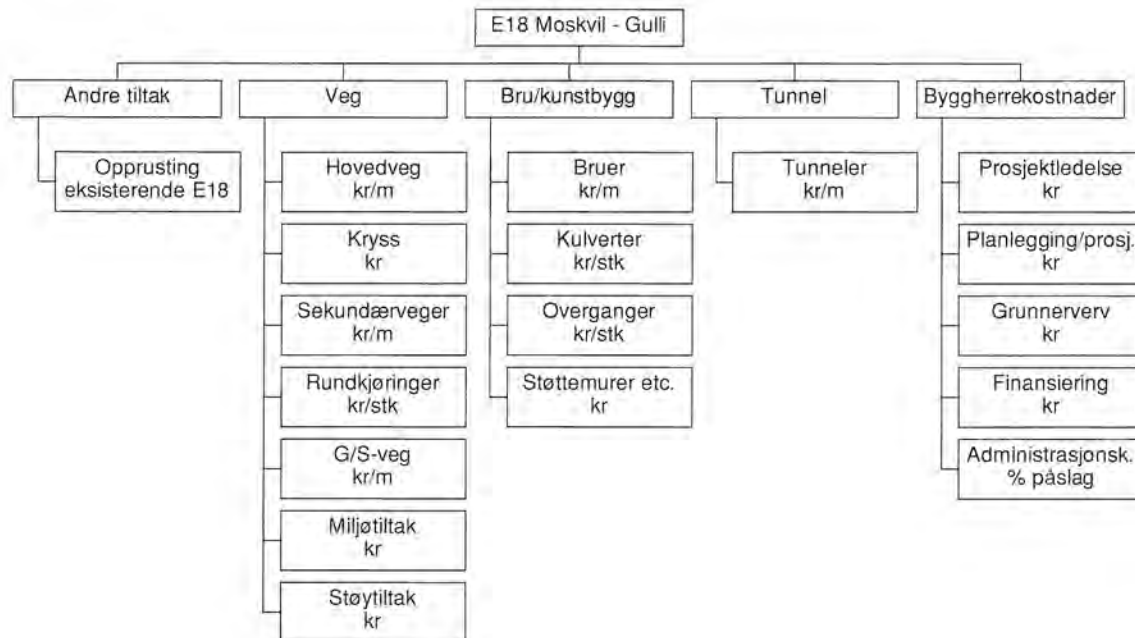 E18 Moskvil - Gulli
Andre tiltak
Veg
Bru/kunstbygg
Tunnel
Byggherrekostnader
Opprusting
eksisterende E18
Hovedveg
kr/m
Kryss
kr
Sekundærveger
kr/m
Rundkjøringer
kr/stk
G/S-veg
kr/m
Miljøtiltak
kr
Støytiltak
kr
Bruer
kr/m
Kulverter
kr/stk
Overganger
kr/stk
Støttemurer etc.
kr
Tunneler
kr/m
Prosjektledelse
kr
Planlegging/prosj.
kr
Grunnerverv
kr
Finansiering
kr
Administrasjonsk.
% påslag